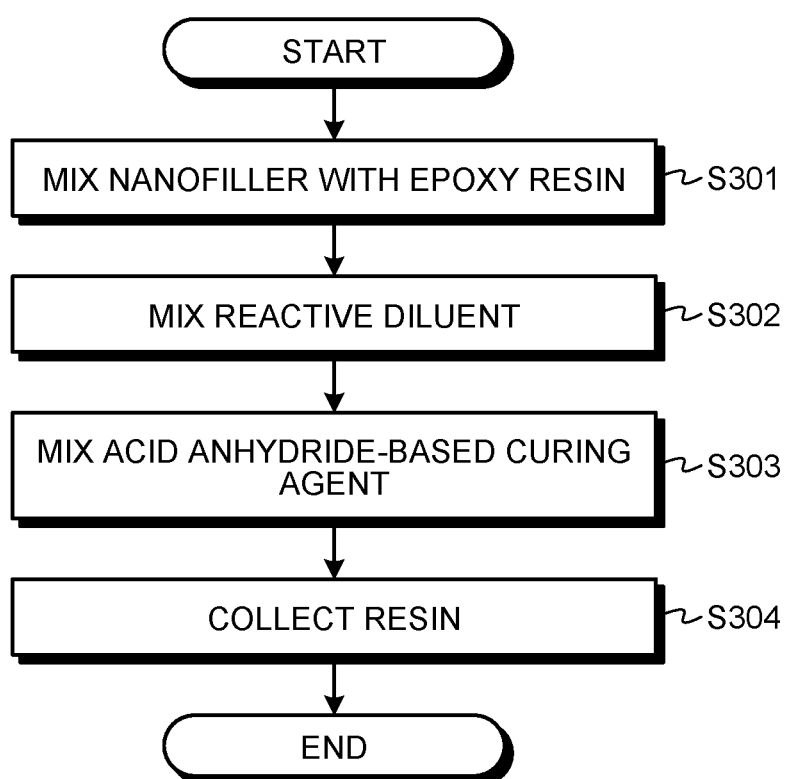 START
MIX NANOFILLER WITH EPOXY RESIN
S301
MIX REACTIVE DILUENT
S302
MIX ACID ANHYDRIDE-BASED CURING
AGENT
S303
COLLECT RESIN
S304
END